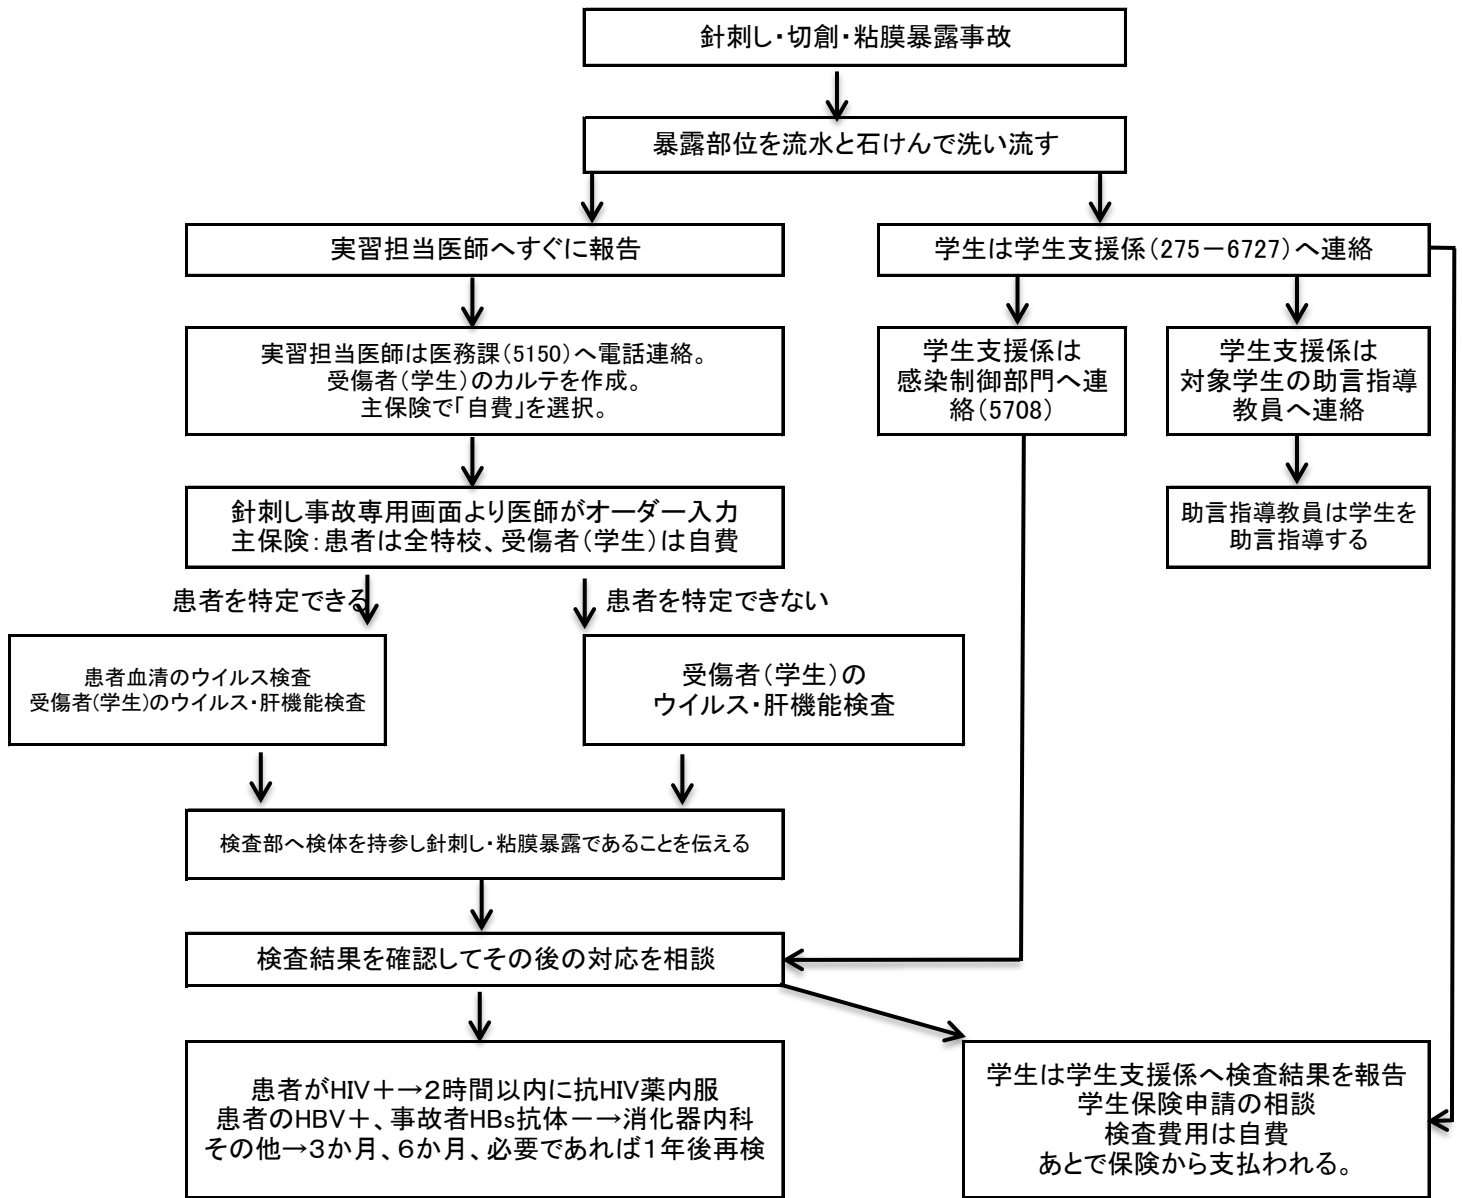 針刺し・切創・粘膜暴露事故
暴露部位を流水と石けんで洗い流す
実習担当医師へすぐに報告
学生は学生支援係(275－6727)へ連絡
実習担当医師は医務課(5150)へ電話連絡。
受傷者(学生)のカルテを作成。
主保険で「自費」を選択。
学生支援係は
感染制御部門へ連
絡(5708)
学生支援係は
対象学生の助言指導
教員へ連絡
針刺し事故専用画面より医師がオーダー入力
主保険：患者は全特校、受傷者(学生)は自費
助言指導教員は学生を
助言指導する
患者を特定できる
患者を特定できない
患者血清のウイルス検査
受傷者(学生)のウイルス・肝機能検査
受傷者(学生)の
ウイルス・肝機能検査
検査部へ検体を持参し針刺し・粘膜暴露であることを伝える
検査結果を確認してその後の対応を相談
患者がHIV＋→2時間以内に抗HIV薬内服
患者のHBV＋、事故者HBs抗体－→消化器内科
その他→3か月、6か月、必要であれば1年後再検
学生は学生支援係へ検査結果を報告
学生保険申請の相談
検査費用は自費
あとで保険から支払われる。